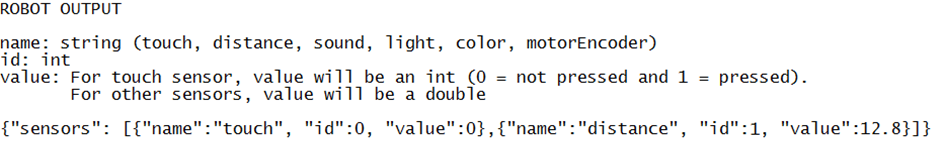 ROBOT OUTPUT
name: string (touch, distance, sound, light, color, motorEncoder)
id: int
value: For touch sensor, value will be an int (0 = not pressed and 1 = pressed).
For other sensors, value will be a double
{"sensors": [{"name":"touch", "id":0, "value":0},{"name":"distance", "id":1, "value":12.8}]}